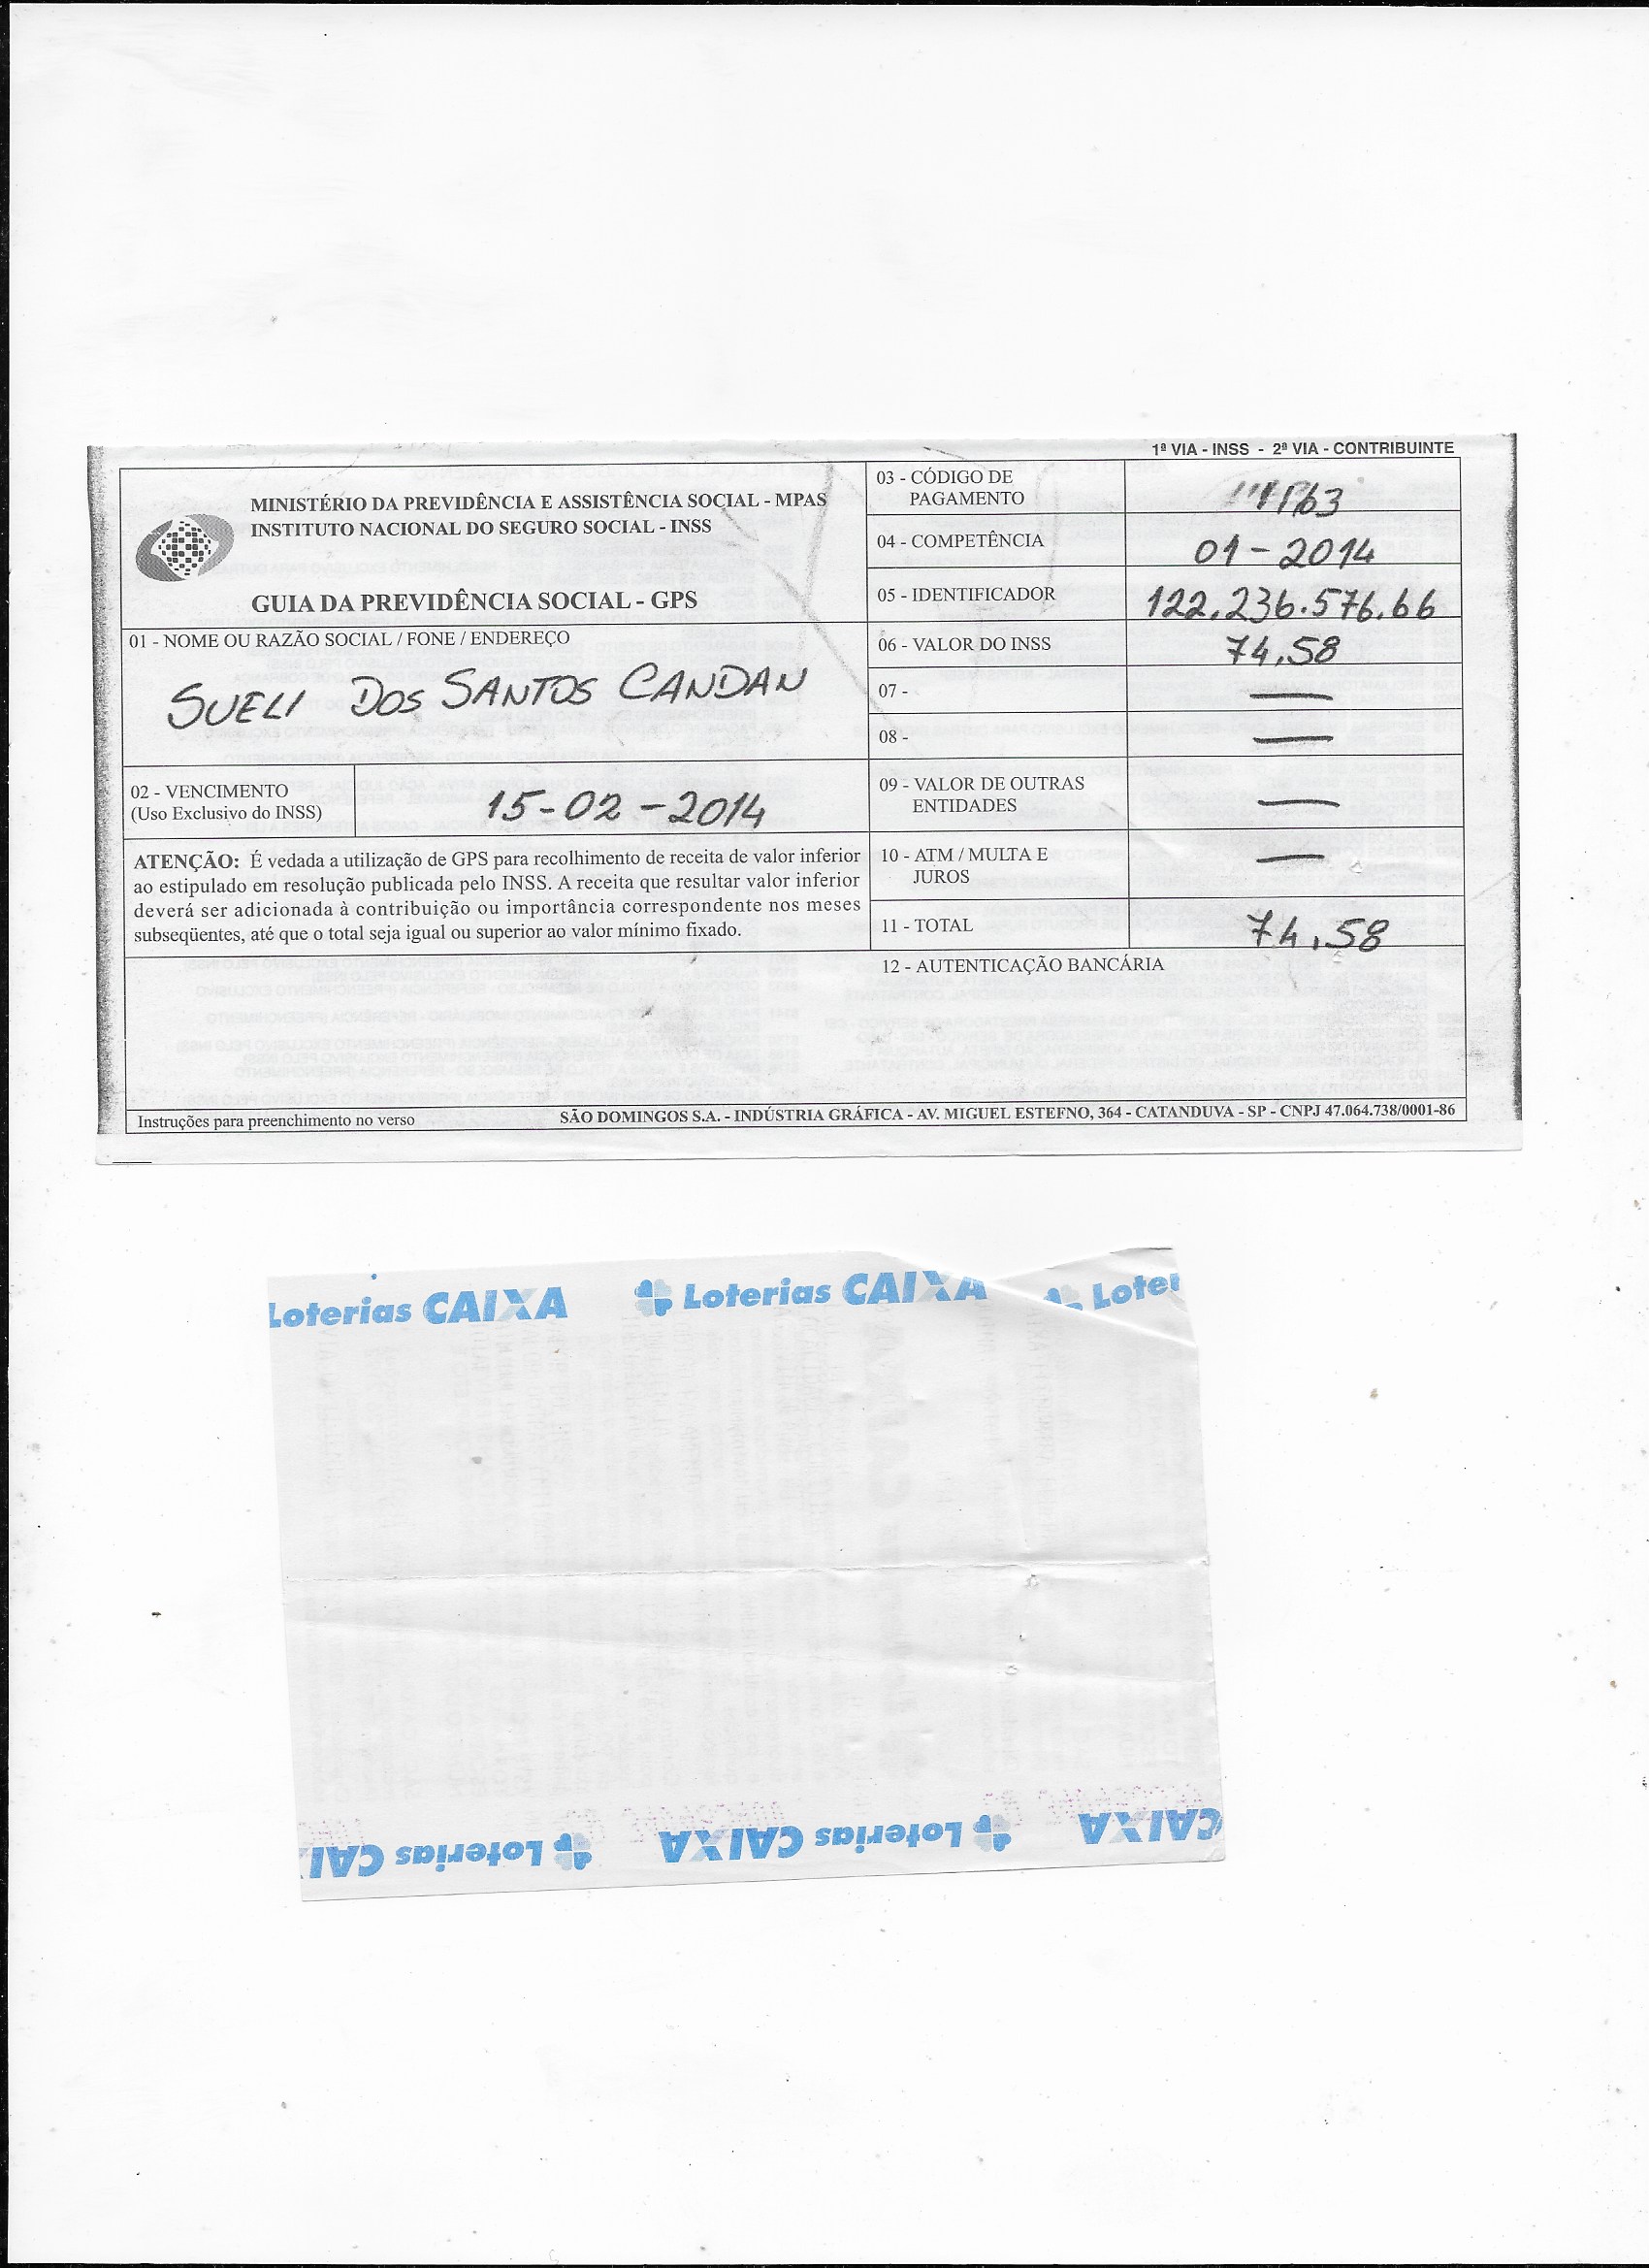 1ª VIA - INSS - 2ª VIA - CONTRIBUINTE
MINISTÉRIO DA PREVIDÊNCIA E ASSISTÊNCIA SOCIAL - MPAS
INSTITUTO NACIONAL DO SEGURO SOCIAL - INSS
GUIA DA PREVIDÊNCIA SOCIAL - GPS
01 - NOME OU RAZÃO SOCIAL / FONE / ENDEREÇO
SUELI DOS SANTOS CANDAN
02 - VENCIMENTO
(Uso Exclusivo do INSS)
15-02-2014
ATENÇÃO: É vedada a utilização de GPS para recolhimento de receita de valor inferior
ao estipulado em resolução publicada pelo INSS. A receita que resultar valor inferior
deverá ser adicionada à contribuição ou importância correspondente nos meses
subseqüentes, até que o total seja igual ou superior ao valor mínimo fixado.
03 - CÓDIGO DE
PAGAMENTO
04 - COMPETÊNCIA
01-2014
05 - IDENTIFICADOR
122.236.576.66
06 - VALOR DO INSS
74,58
07 -
—
08 -
—
09 - VALOR DE OUTRAS
ENTIDADES
—
10 - ATM / MULTA E
JUROS
—
11 - TOTAL
74,58
12 - AUTENTICAÇÃO BANCÁRIA
Instruções para preenchimento no verso
SÃO DOMINGOS S.A. - INDÚSTRIA GRÁFICA - AV. MIGUEL ESTEFNO, 364 - CATANDUVA - SP - CNPJ 47.064.738/0001-86
Loterias CAIXA Loterias CAIXA Loter
CAIXA Loterias CAIXA Loterias CAI